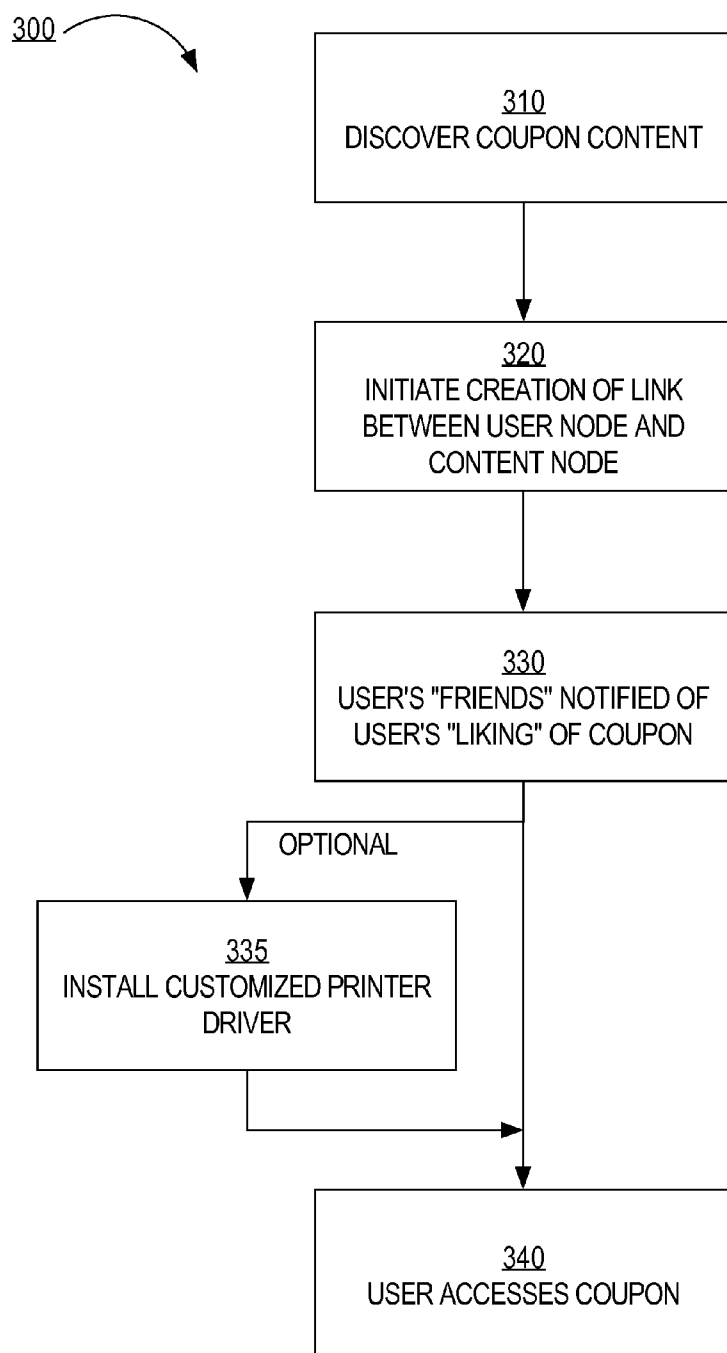 300
310
DISCOVER COUPON CONTENT
320
INITIATE CREATION OF LINK
BETWEEN USER NODE AND
CONTENT NODE
330
USER'S "FRIENDS" NOTIFIED OF
USER'S "LIKING" OF COUPON
OPTIONAL
335
INSTALL CUSTOMIZED PRINTER
DRIVER
340
USER ACCESSES COUPON